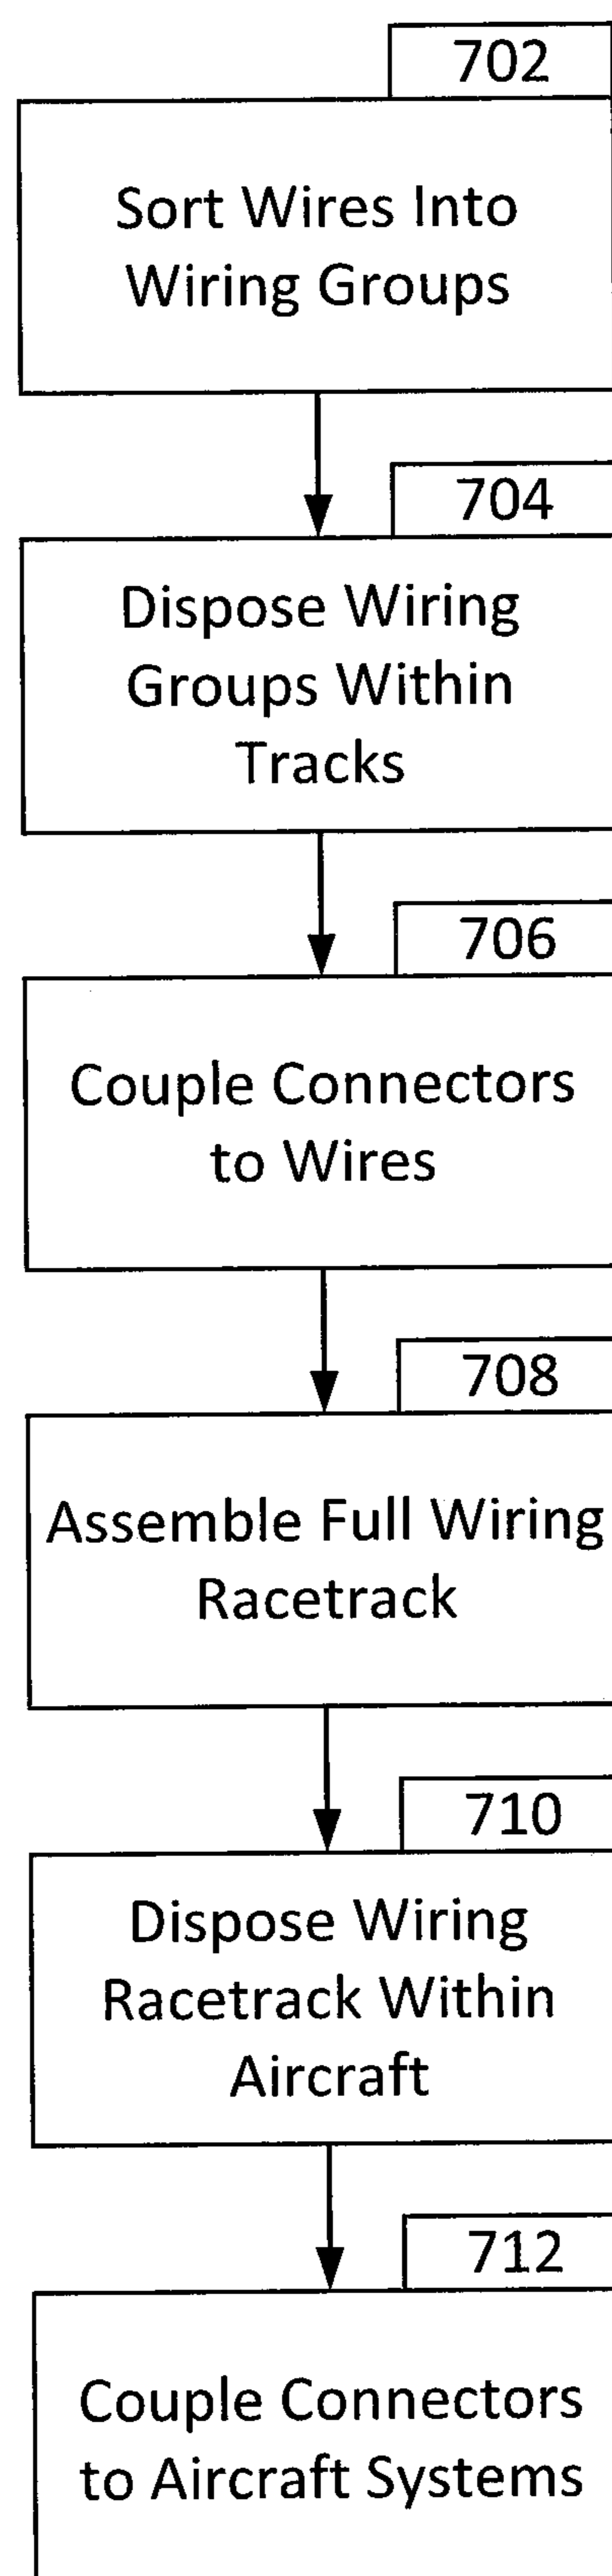 702
Sort Wires Into
Wiring Groups
704
Dispose Wiring
Groups Within
Tracks
706
Couple Connectors
to Wires
708
Assemble Full Wiring
Racetrack
710
Dispose Wiring
Racetrack Within
Aircraft
712
Couple Connectors
to Aircraft Systems